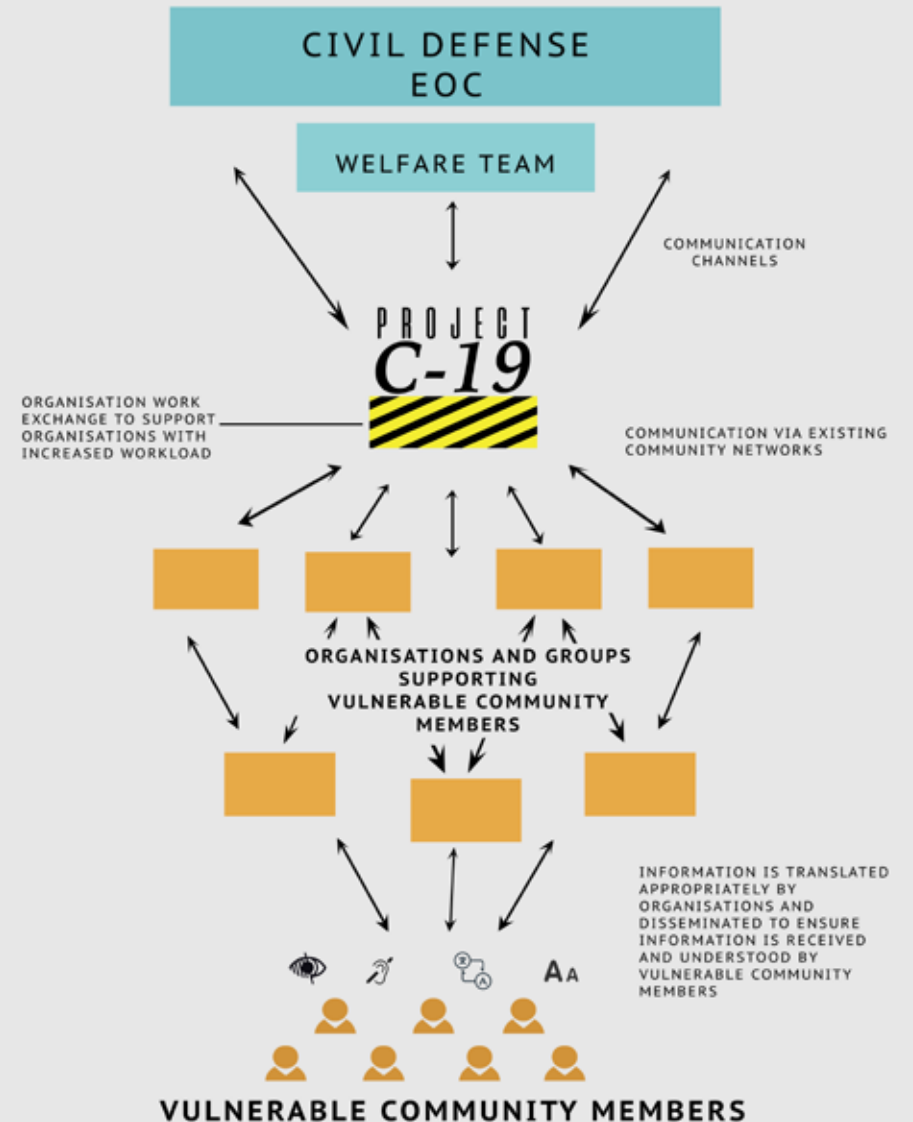 CIVIL DEFENSE
EOC
WELFARE TEAM
COMMUNICATION
CHANNELS
PROJECT
C-19
ORGANISATION WORK
EXCHANGE TO SUPPORT
ORGANISATIONS WITH
INCREASED WORKLOAD
COMMUNICATION VIA EXISTING
COMMUNITY NETWORKS
ORGANISATIONS AND GROUPS
SUPPORTING
VULNERABLE COMMUNITY
MEMBERS
INFORMATION IS TRANSLATED
APPROPRIATELY BY
ORGANISATIONS AND
DISSEMINATED TO ENSURE
INFORMATION IS RECEIVED
AND UNDERSTOOD BY
VULNERABLE COMMUNITY
MEMBERS
A
AA
VULNERABLE COMMUNITY MEMBERS